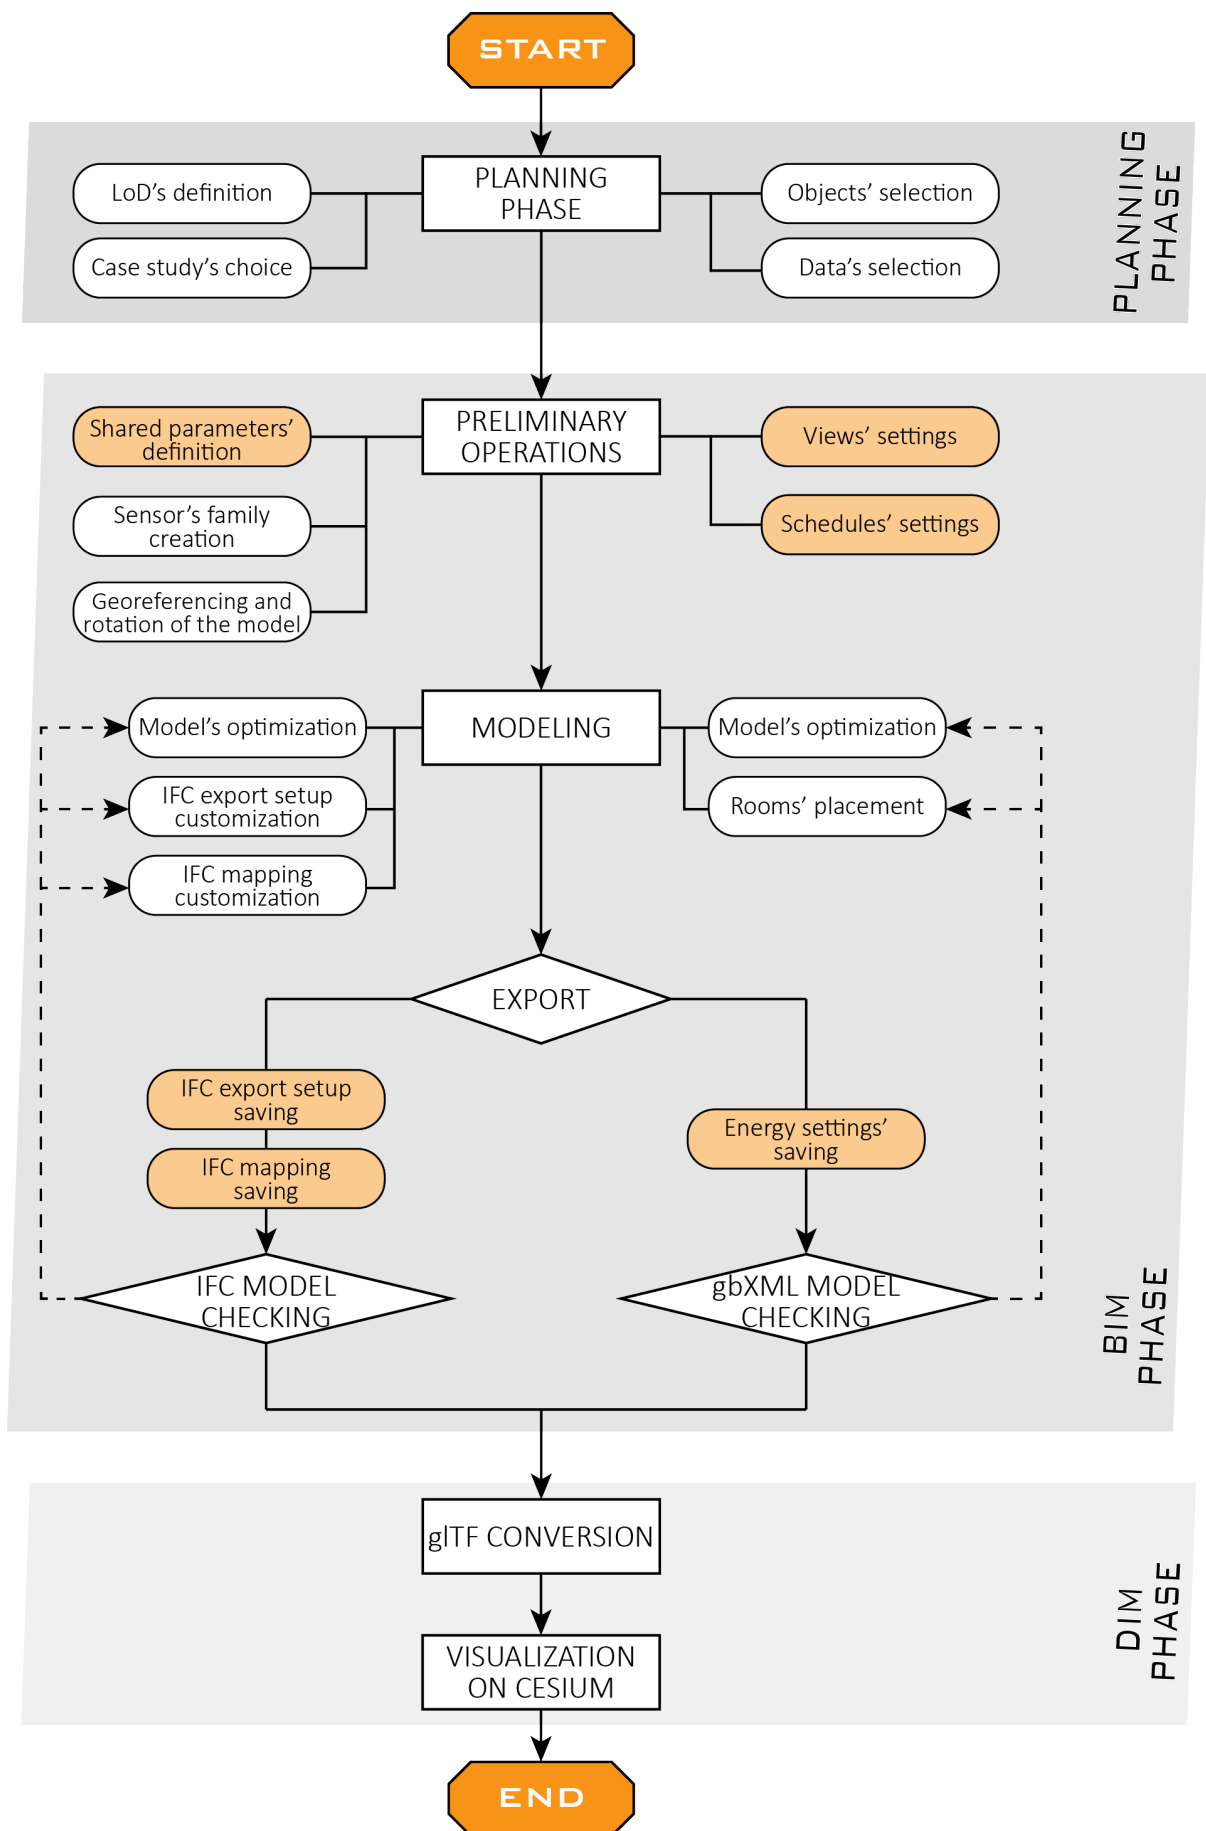 START
PLANNING
PHASE
PLANNING
PHASE
LoD's definition
Case study's choice
Objects' selection
Data's selection
PRELIMINARY
OPERATIONS
Shared parameters'
definition
Sensor's family
creation
Georeferencing and
rotation of the model
Views' settings
Schedules' settings
MODELING
Model's optimization
IFC export setup
customization
IFC mapping
customization
Model's optimization
Rooms' placement
EXPORT
IFC export setup
saving
IFC mapping
saving
Energy settings'
saving
IFC MODEL
CHECKING
gbXML MODEL
CHECKING
BIM
PHASE
glTF CONVERSION
VISUALIZATION
ON CESIUM
DIM
PHASE
END